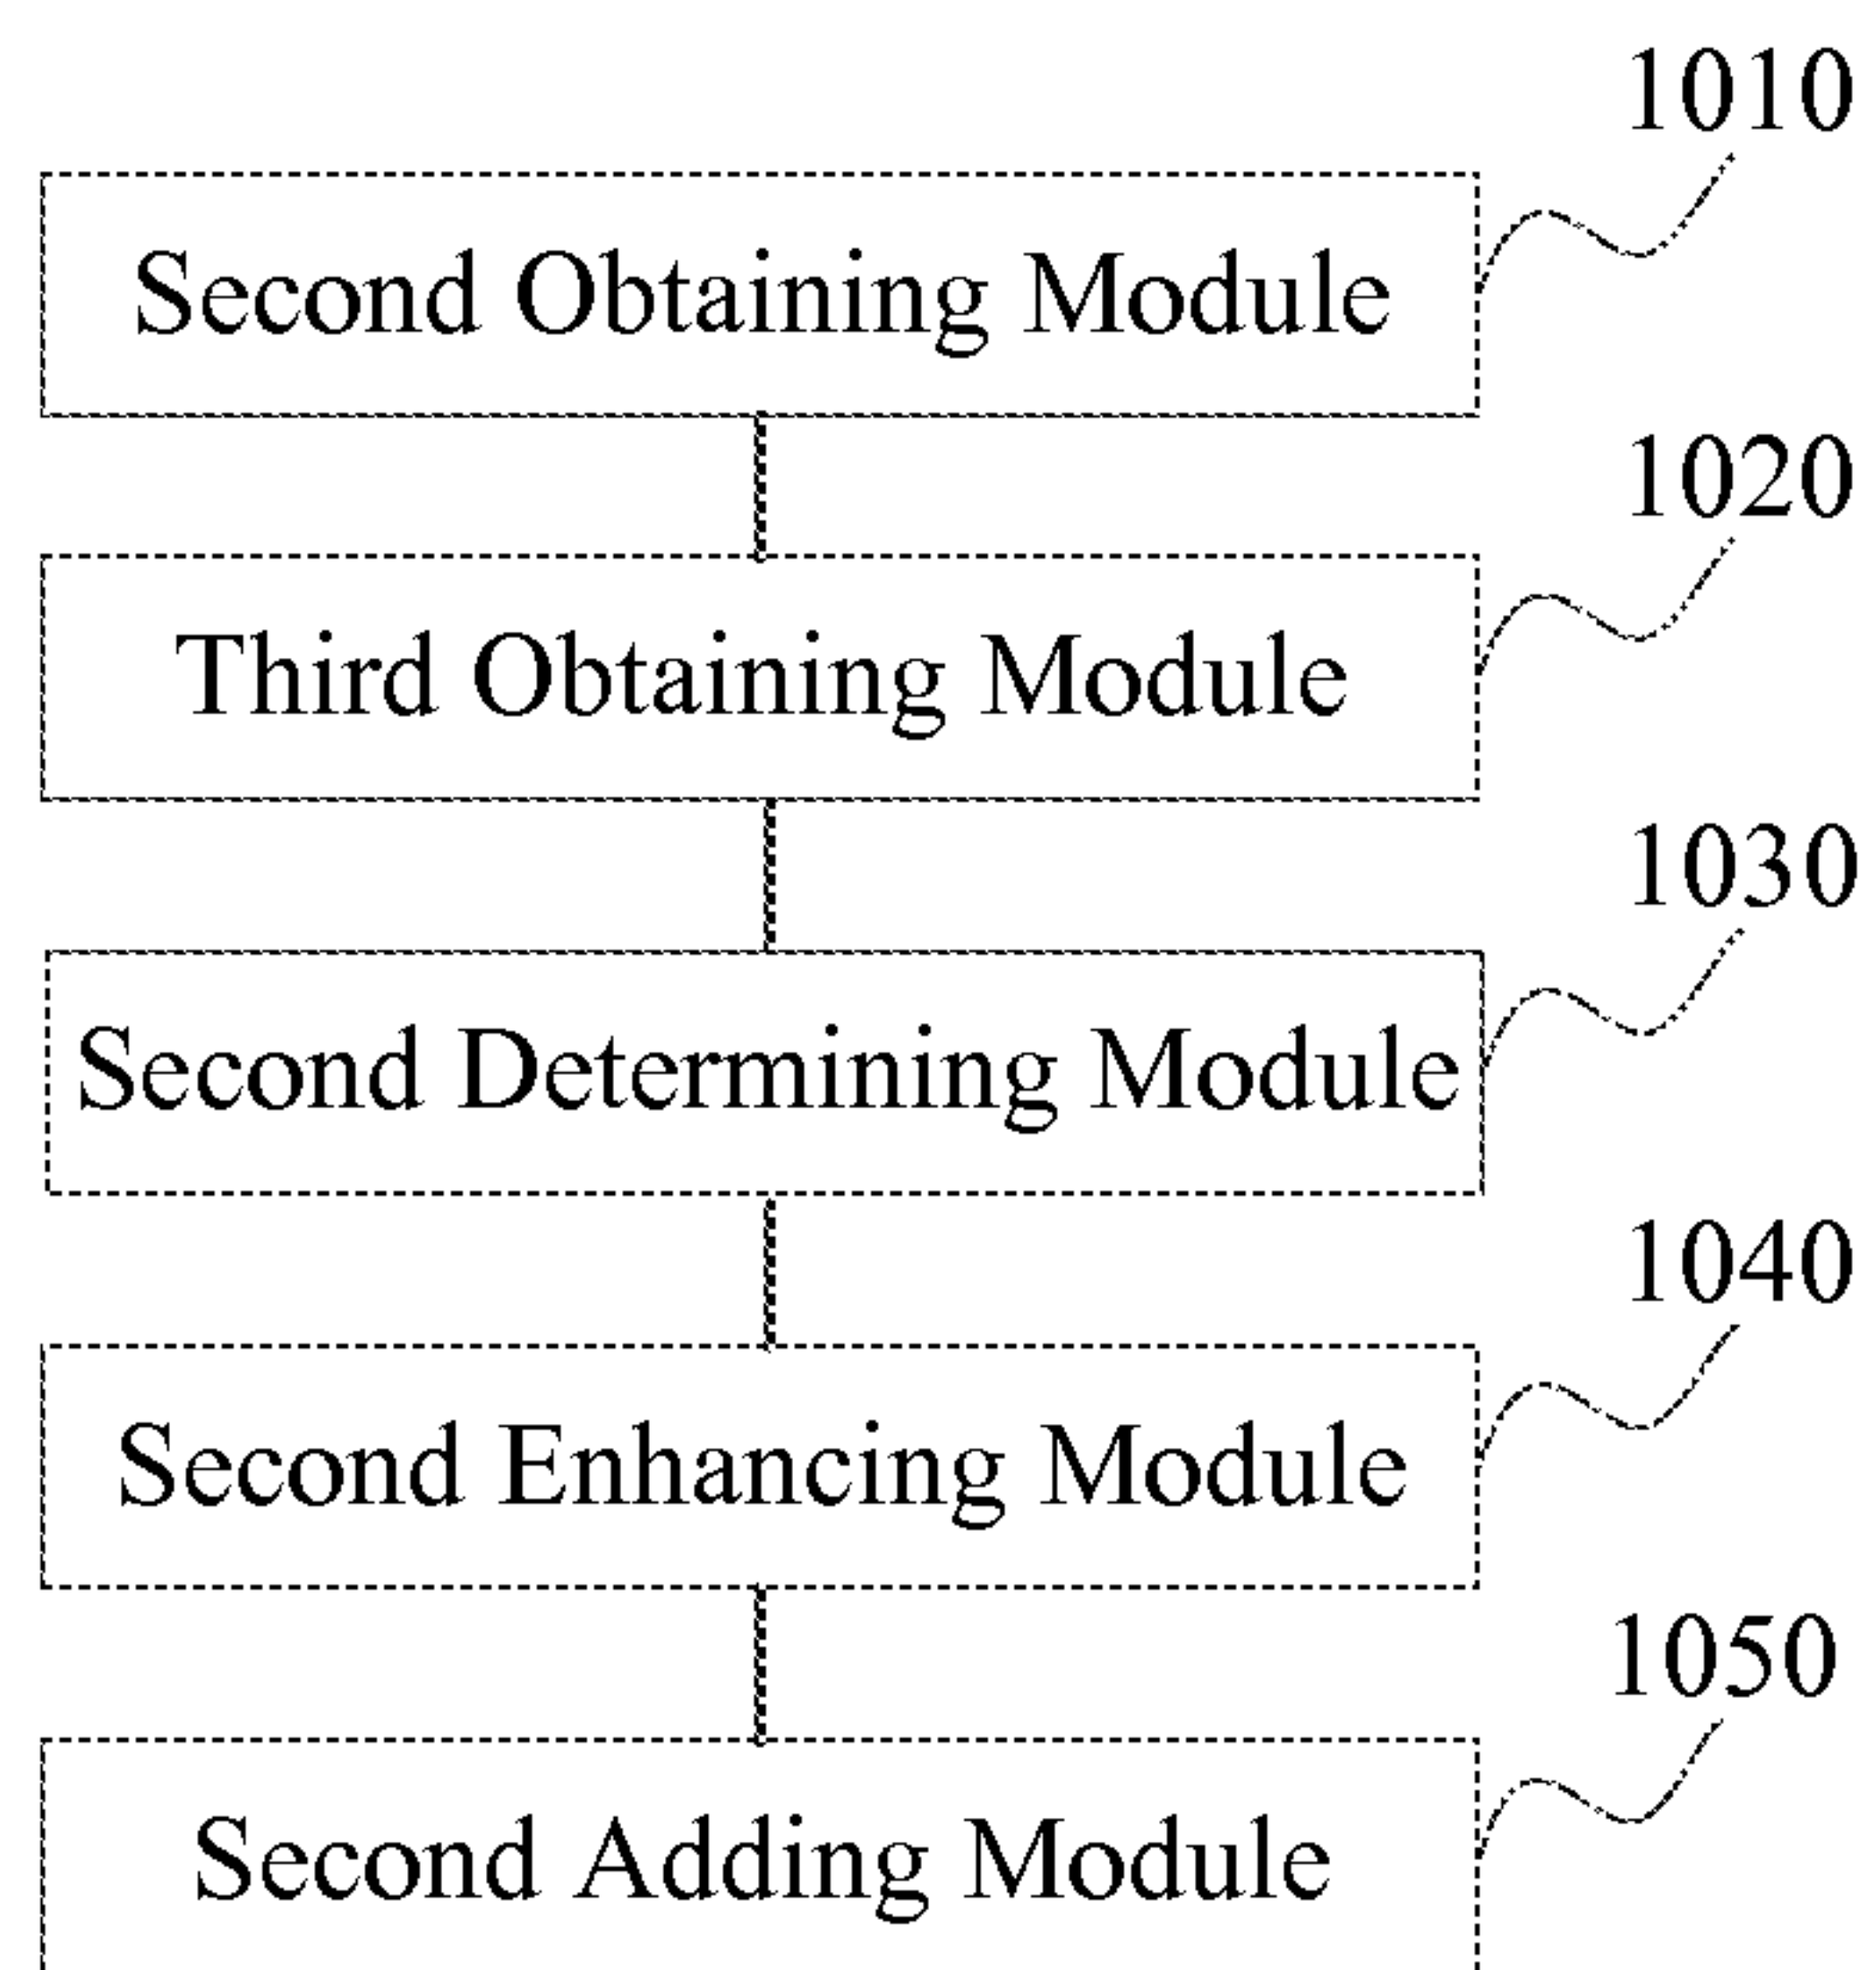 1010
Second Obtaining Module
1020
Third Obtaining Module
1030
Second Determining Module
1040
Second Enhancing Module
1050
Second Adding Module